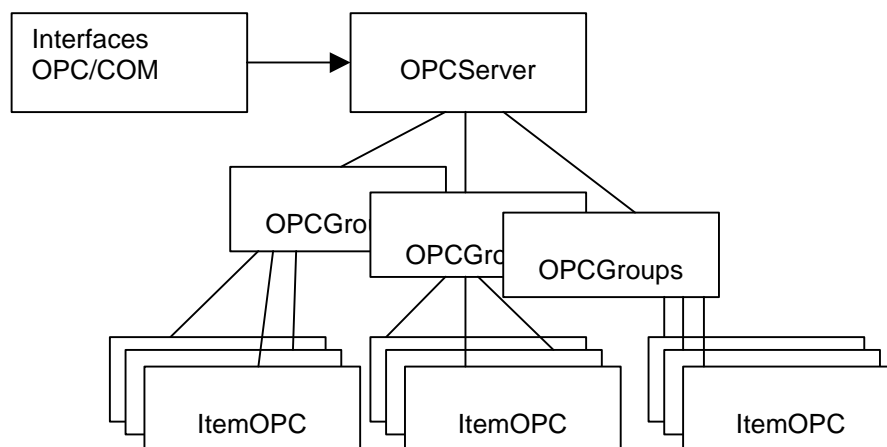 Interfaces
OPC/COM
OPCServer
OPCGrou
OPCGro
OPCGroups
ItemOPC
ItemOPC
ItemOPC